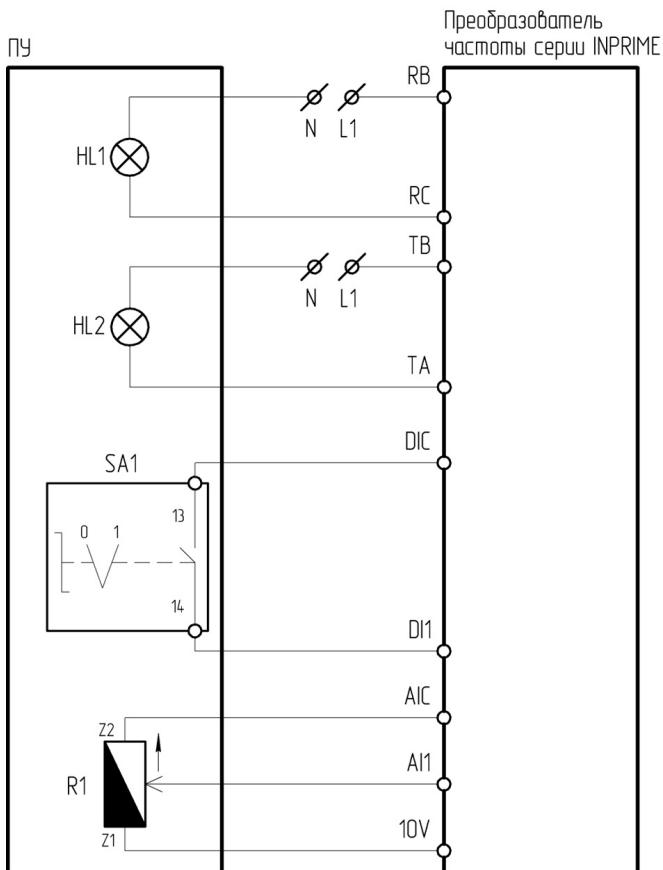 Преобразователь
частоты серии INPRIME
ПУ
RB
N L1
HL1
RC
TB
N L1
HL2
TA
DIC
SA1
13
0 1
14
DI1
AIC
Z2
AI1
R1
Z1
10V